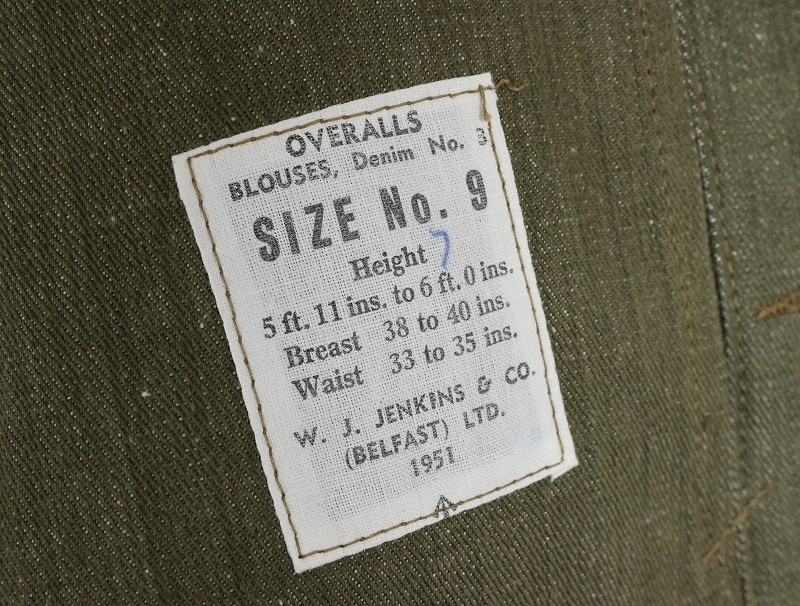 OVERALLS
BLOUSES, Denim No. 3
SIZE No. 9
Height 7
5 ft. 11 ins. to 6 ft. 0 ins.
Breast 38 to 40 ins.
Waist 33 to 35 ins.
W. J. JENKINS & CO.
(BELFAST) LTD.
1951